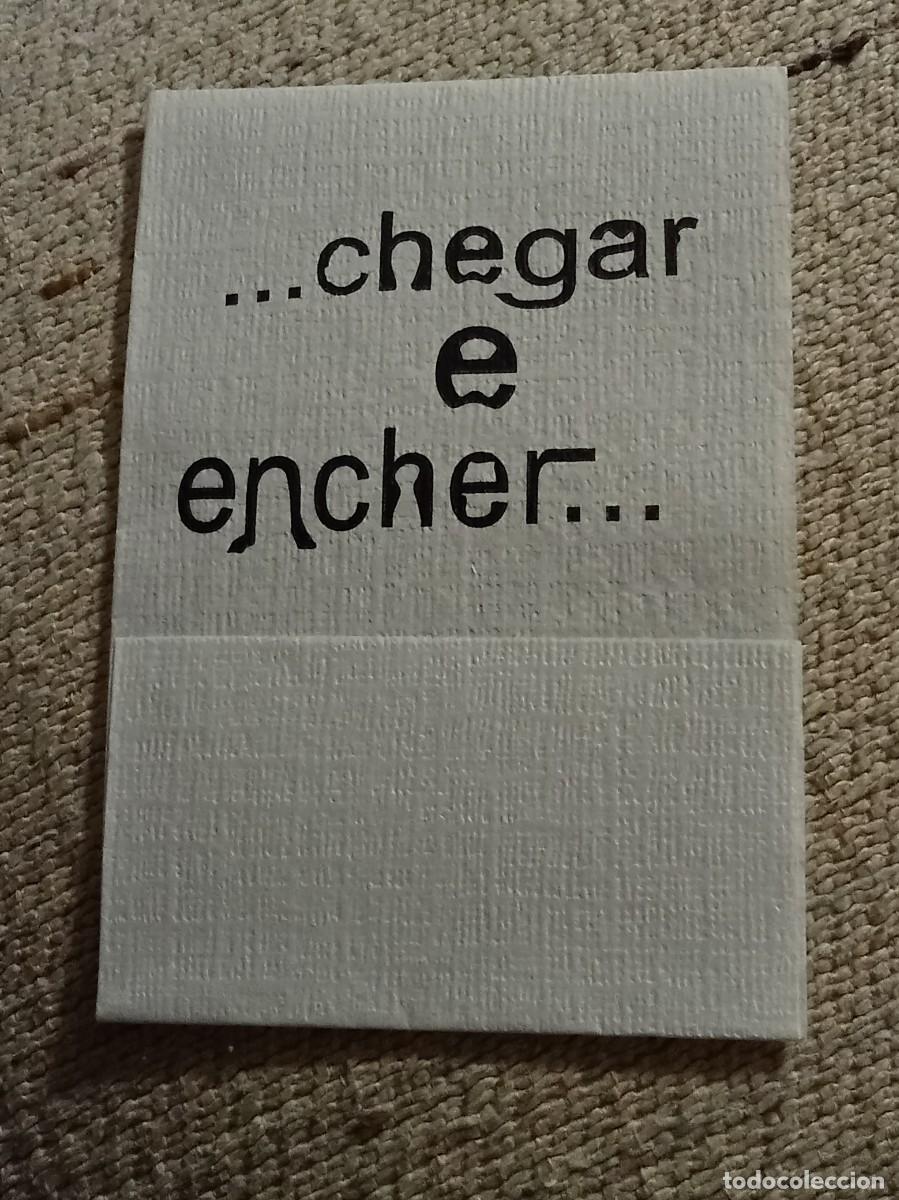 ...chegar
e
encher...
todocoleccion